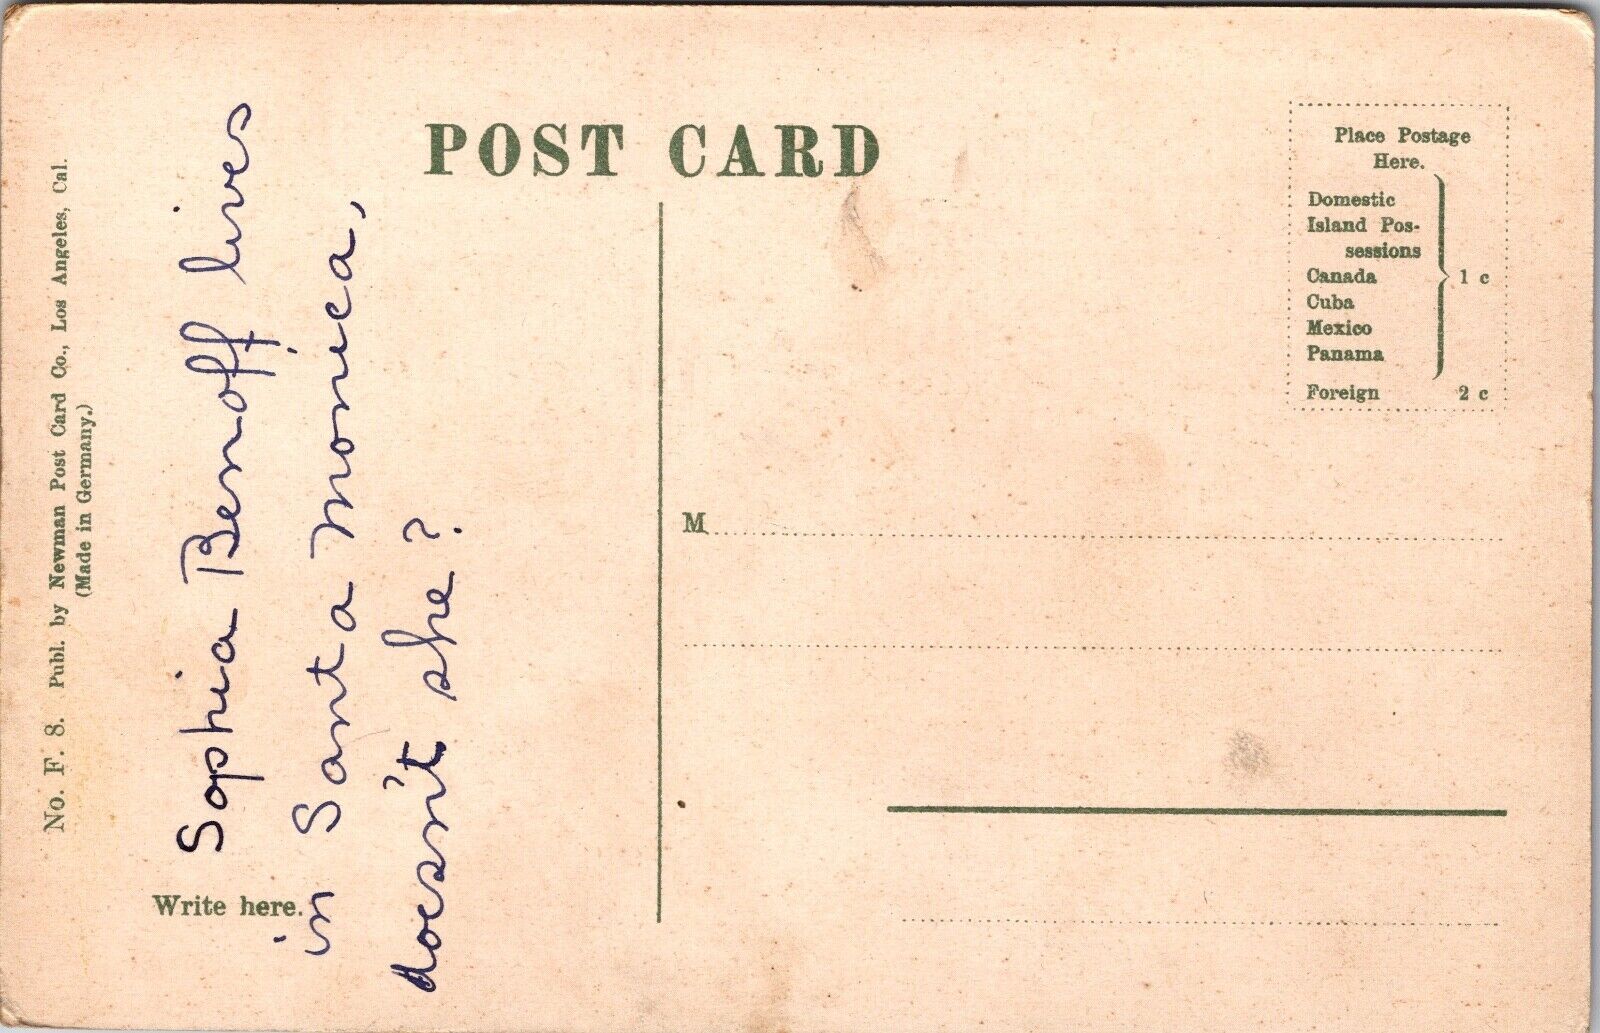 POST CARD
Place Postage
Here.
Domestic
Island Pos-
sessions
Canada
Cuba
Mexico
Panama
1 c
Foreign 2 c
No. F. 8. Publ. by Newman Post Card Co., Los Angeles, Cal.
(Made in Germany.)
Write here.
Sophia Benoff lives
in Santa Monica,
doesn't she?
M